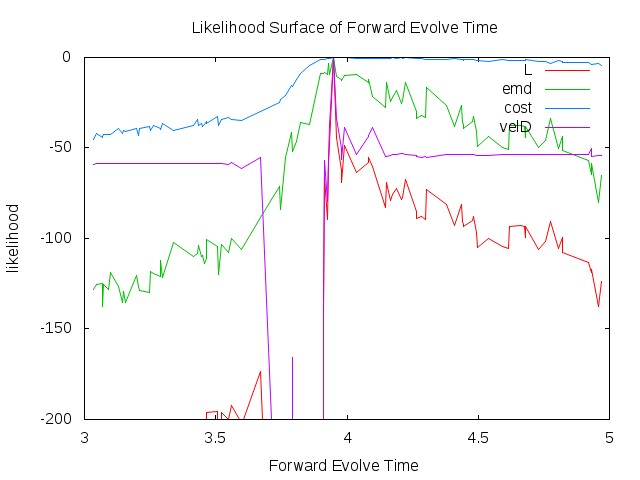 Likelihood Surface of Forward Evolve Time
0
-50
-100
-150
-200
3
3.5
4
4.5
5
likelihood
Forward Evolve Time
L
emd
cost
velD